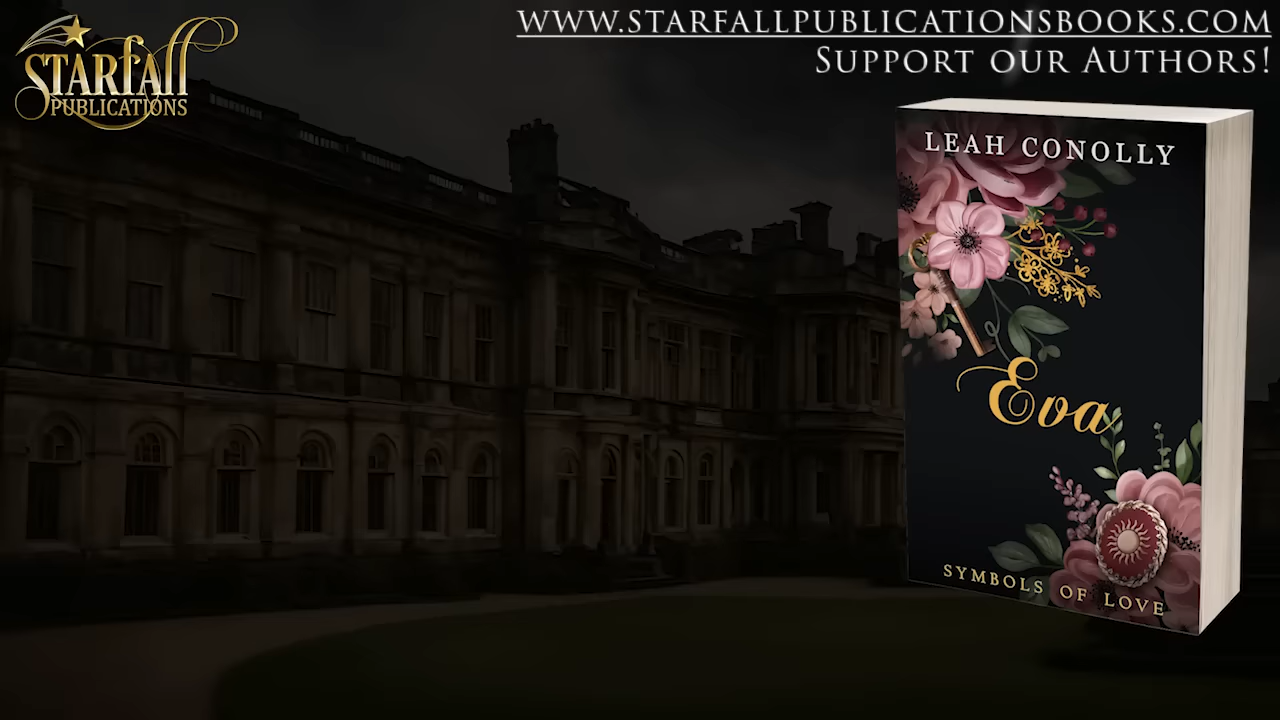 STARfall
PUBLICATIONS
WWW.STARFALLPUBLICATIONSBOOKS.COM
SUPPORT OUR AUTHORS!
LEAH CONOLLY
Eva
SYMBOLS OF LOVE